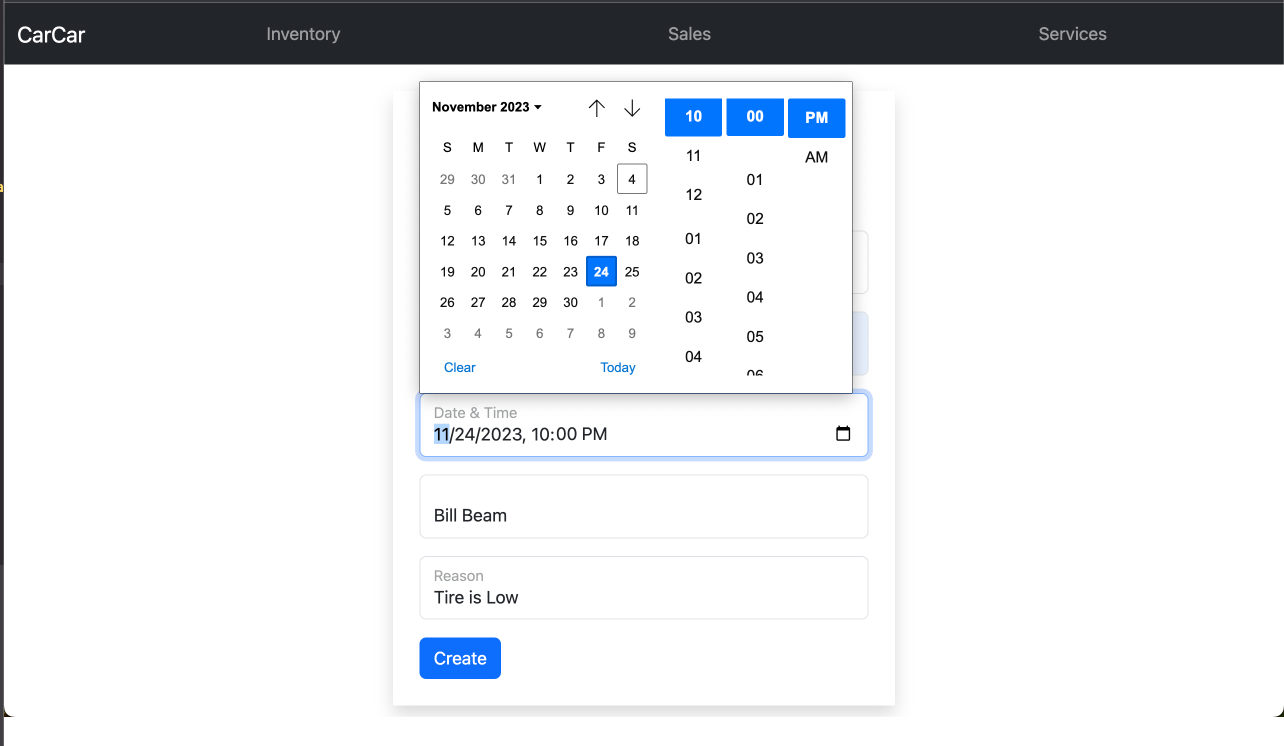 CarCar Inventory Sales Services
November 2023
S M T W T F S
29 30 31 1 2 3 4
5 6 7 8 9 10 11
12 13 14 15 16 17 18
19 20 21 22 23 24 25
26 27 28 29 30 1 2
3 4 5 6 7 8 9
Clear Today
10 00 PM
11 AM
01
12
02
01
03
02
04
03
05
04
06
Date & Time
11/24/2023, 10:00 PM
Bill Beam
Reason
Tire is Low
Create